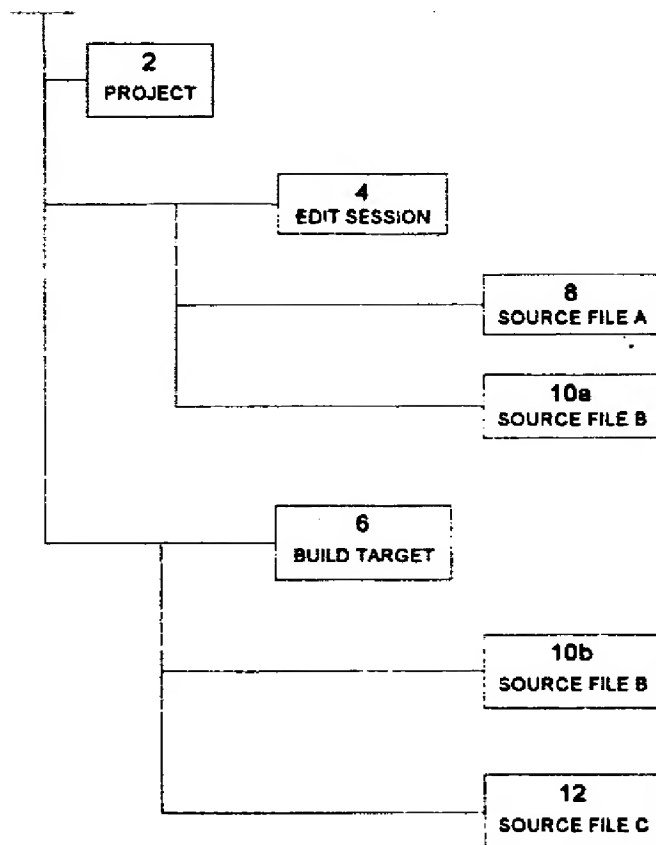 2
PROJECT
4
EDIT SESSION
8
SOURCE FILE A
10a
SOURCE FILE B
6
BUILD TARGET
10b
SOURCE FILE B
12
SOURCE FILE C